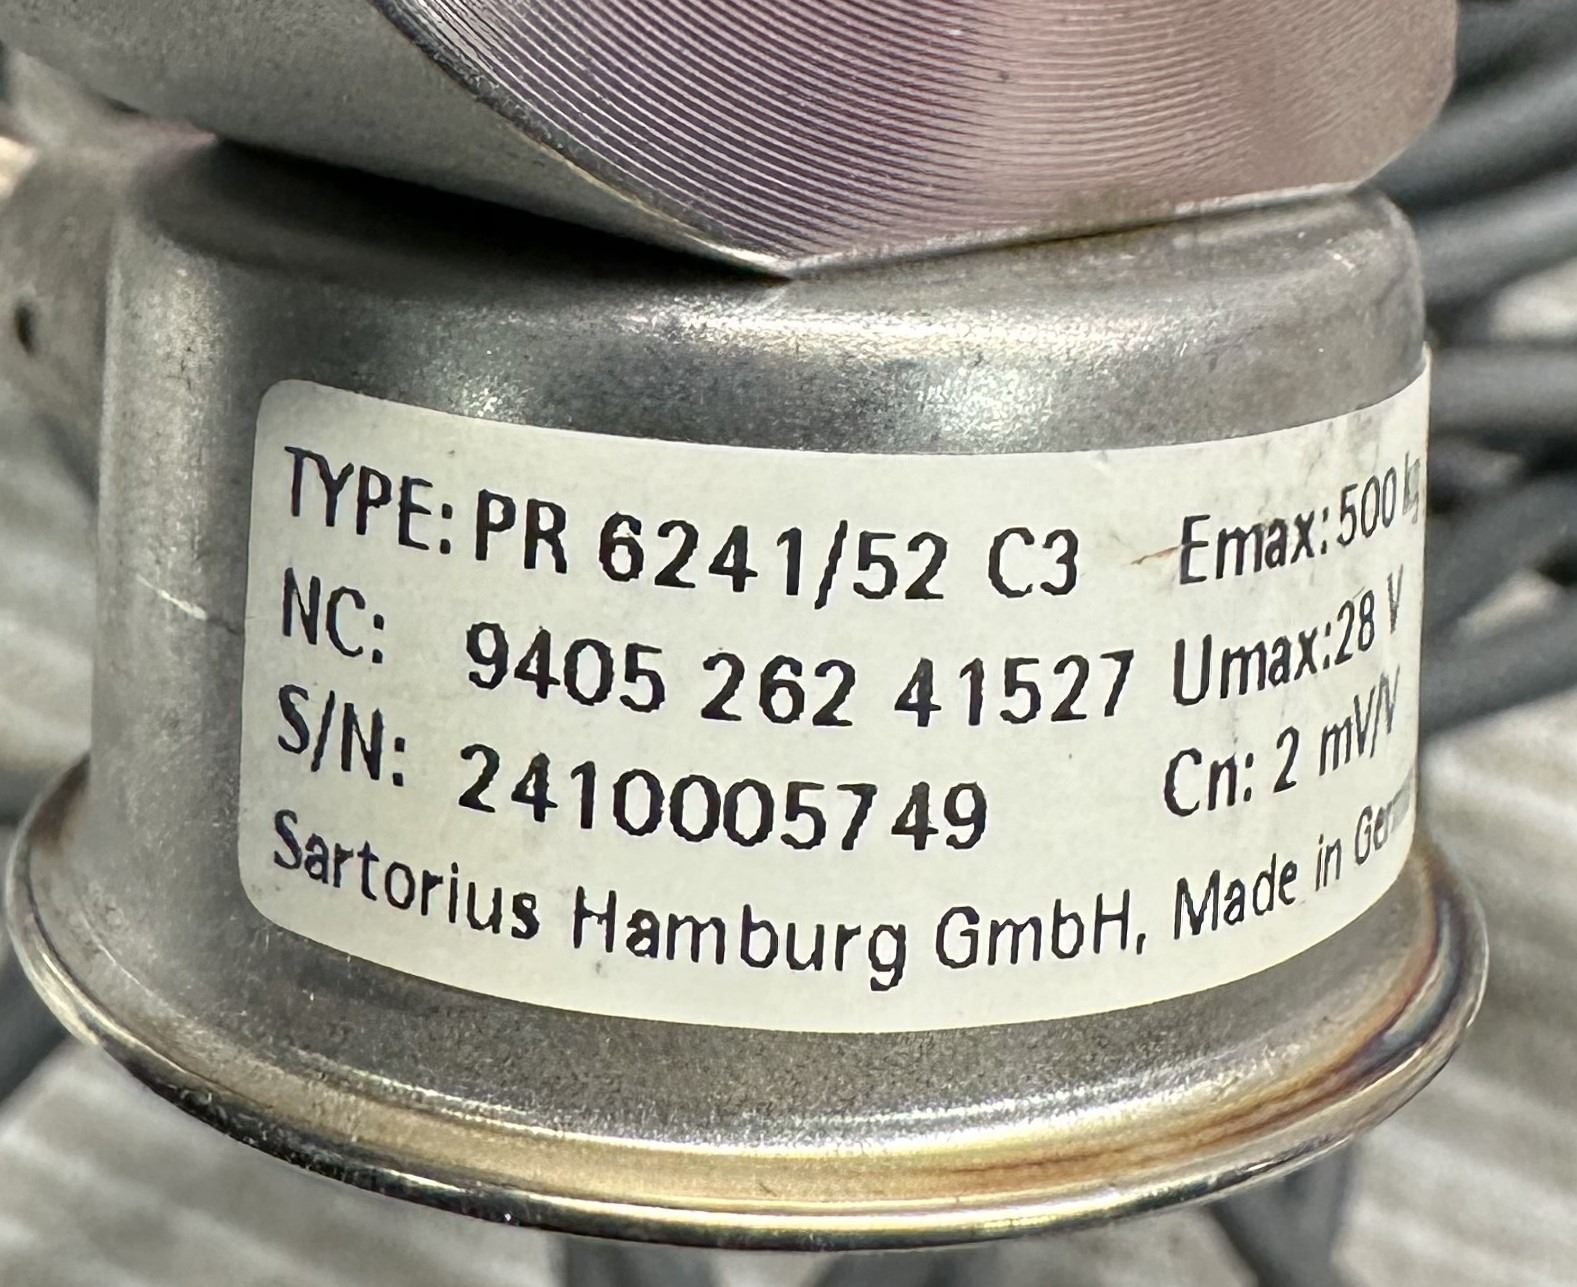 TYPE: PR 6241/52 C3 Emax: 500 kg
NC: 9405 262 41527 Umax: 28 V
S/N: 2410005749 Cn: 2 mV/V
Sartorius Hamburg GmbH, Made in